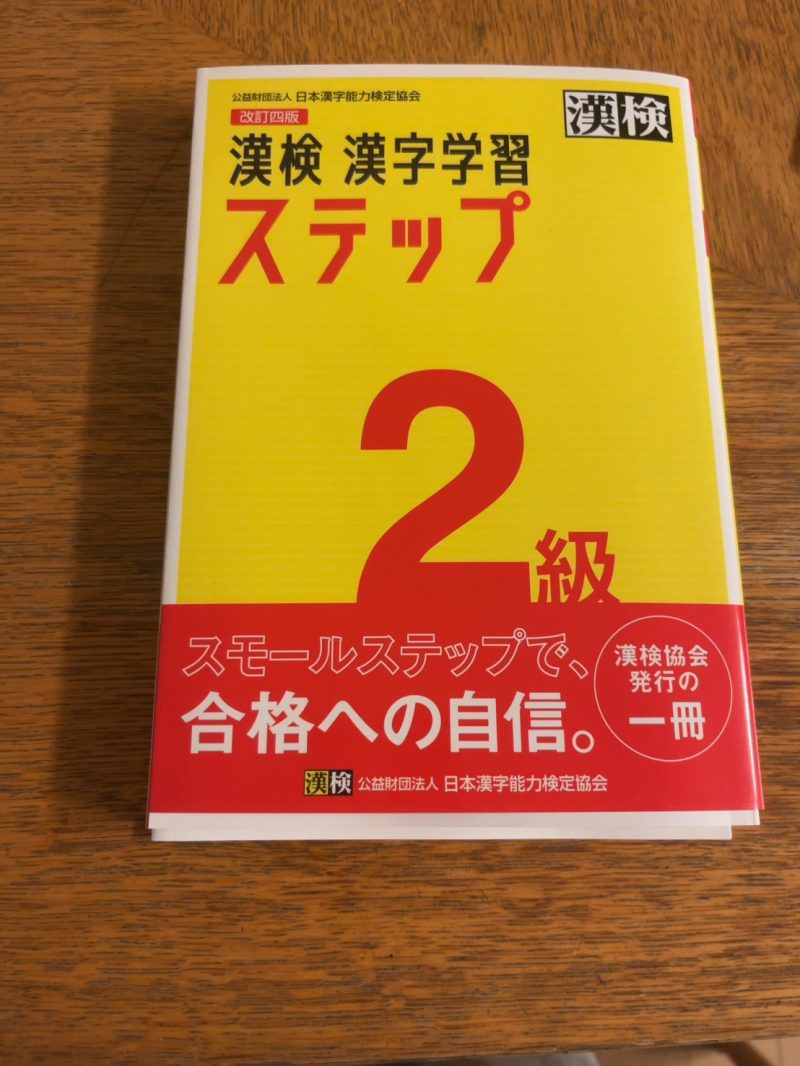 公益財団法人 日本漢字能力検定協会
漢検
改訂四版
漢検 漢字学習
ステップ
2級
スモールステップで、
合格への自信。
漢検協会
発行の
一冊
漢検 公益財団法人 日本漢字能力検定協会